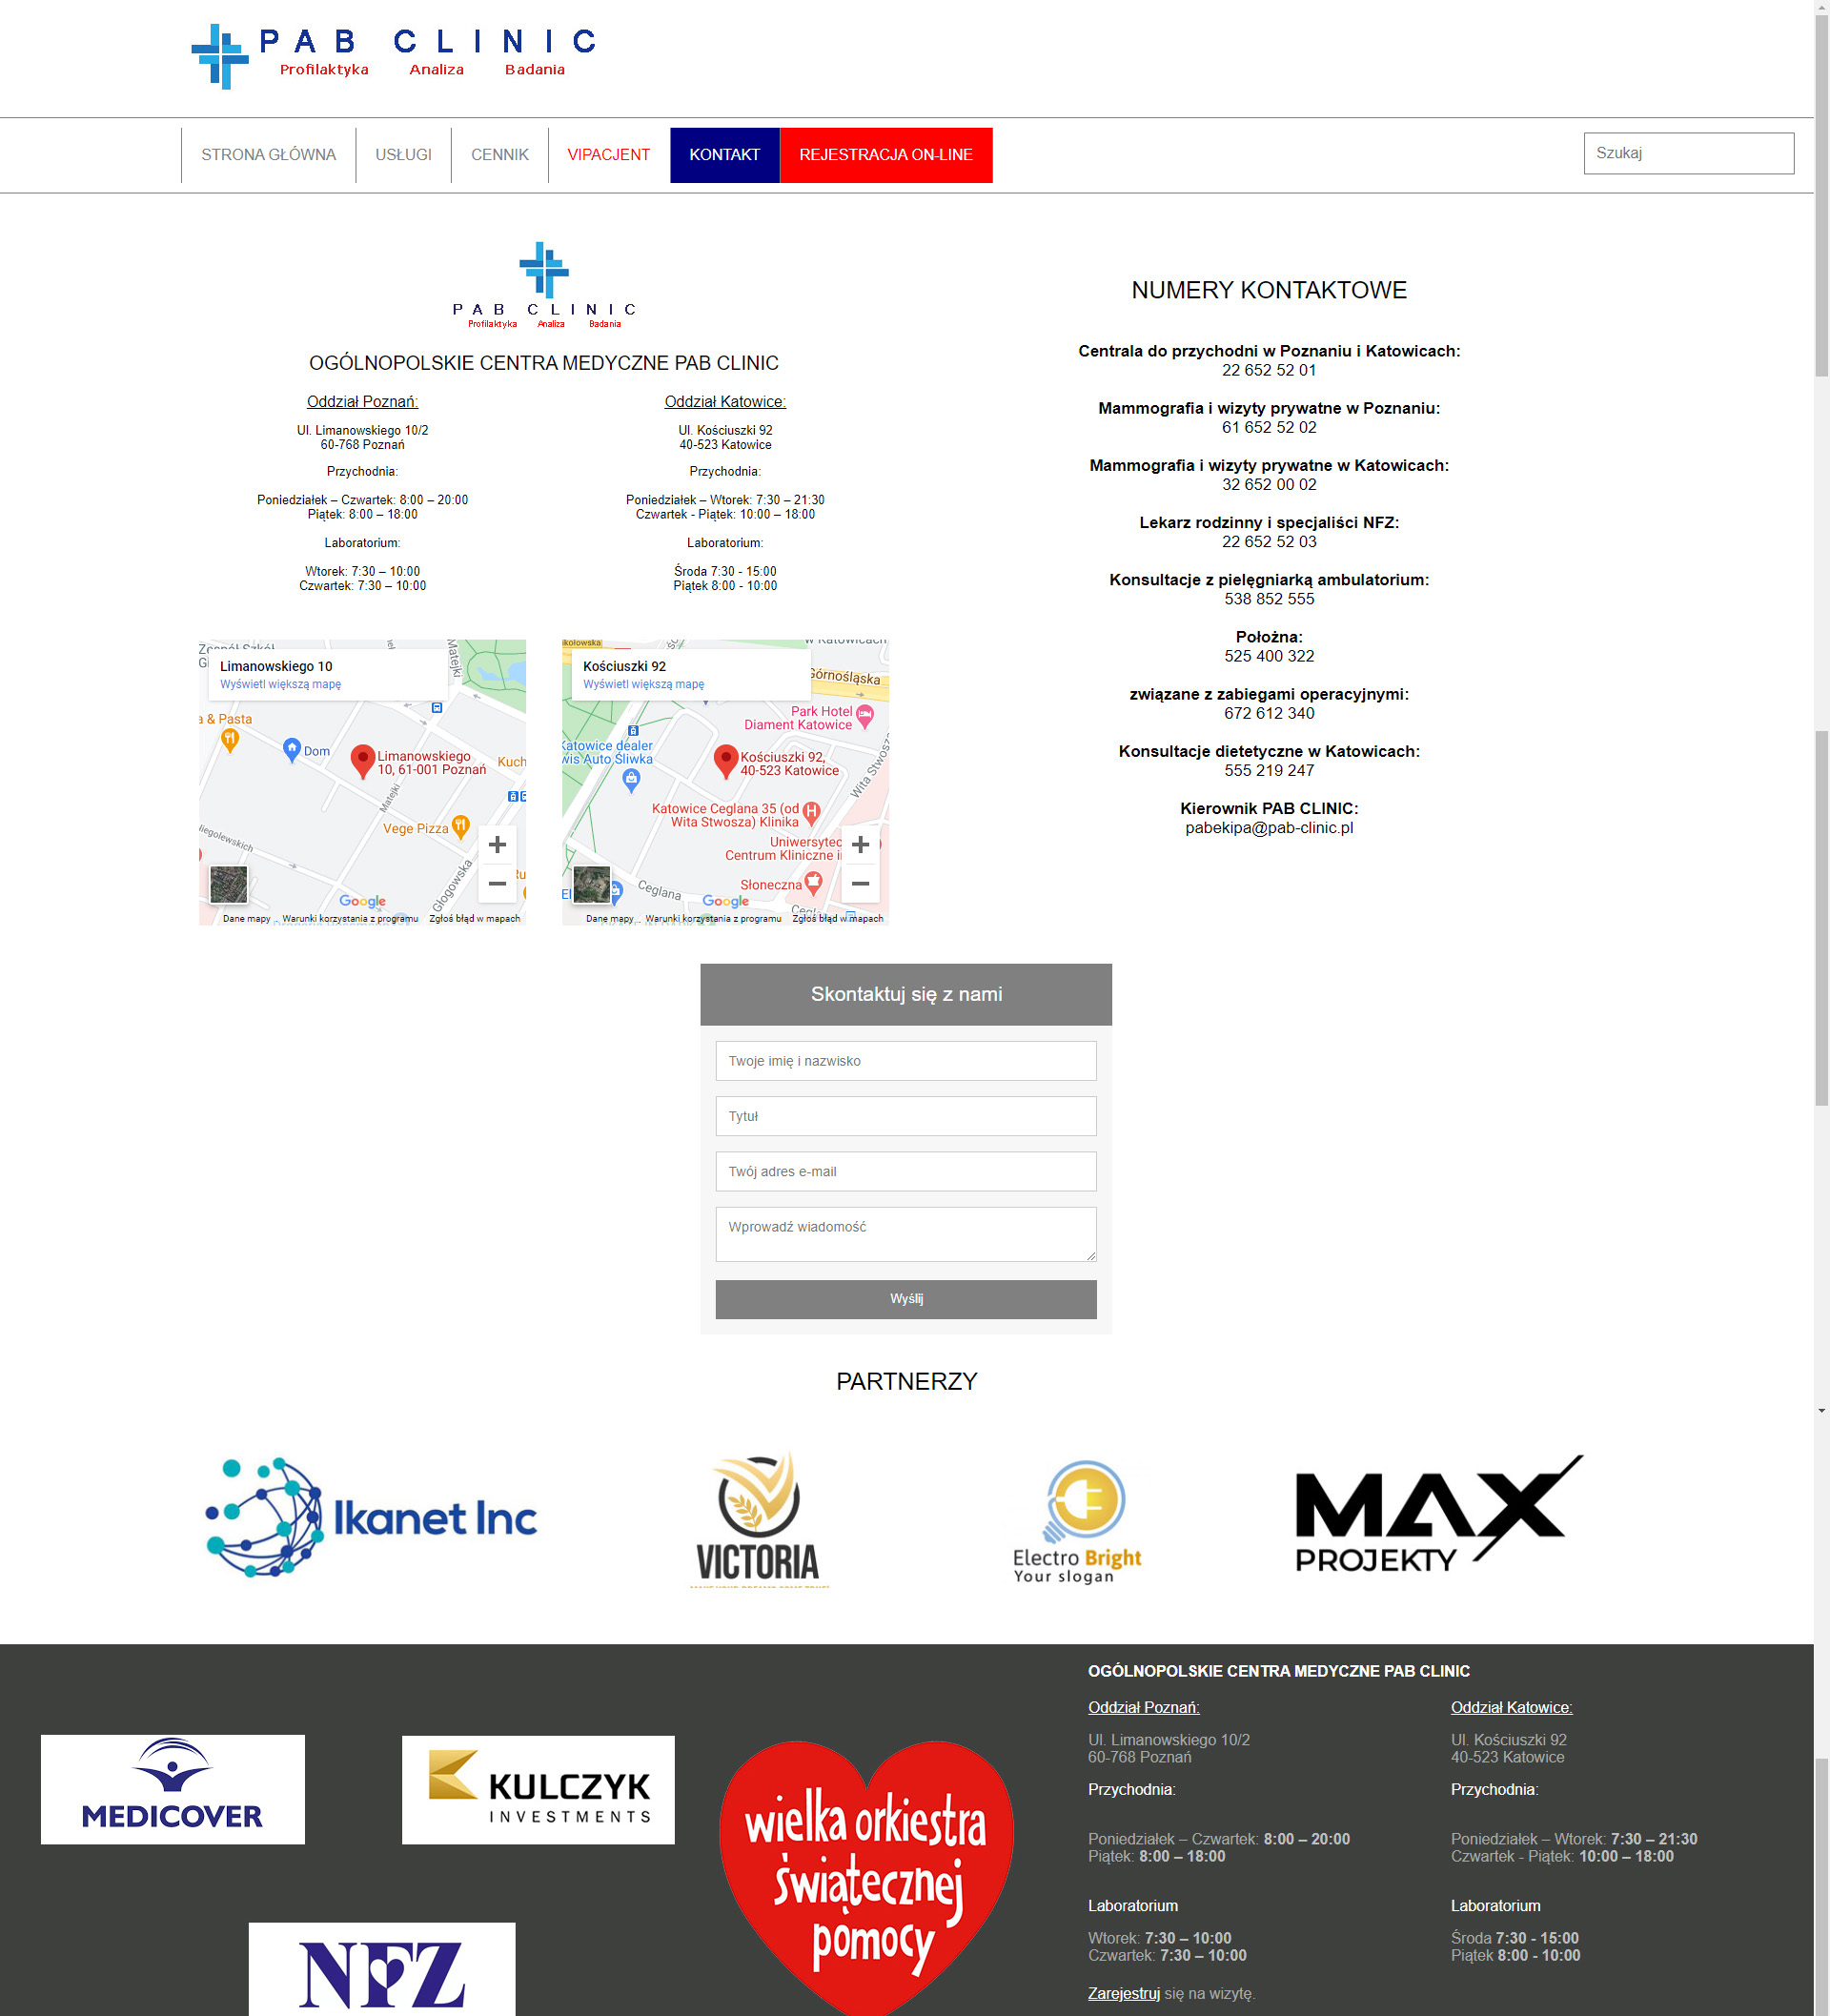 PAB CLINIC
Profilaktyka Analiza Badania
STRONA GŁÓWNA
USŁUGI
CENNIK
VIPACJENT
KONTAKT
REJESTRACJA ON-LINE
Szukaj
PAB CLINIC
Profilaktyka Analiza Badania
OGÓLNOPOLSKIE CENTRA MEDYCZNE PAB CLINIC
Oddział Poznań:
Ul. Limanowskiego 10/2
60-768 Poznań
Przychodnia:
Poniedziałek – Czwartek: 8:00 – 20:00
Piątek: 8:00 – 18:00
Laboratorium:
Wtorek: 7:30 – 10:00
Czwartek: 7:30 – 10:00
Oddział Katowice:
Ul. Kościuszki 92
40-523 Katowice
Przychodnia:
Poniedziałek – Wtorek: 7:30 – 21:30
Czwartek - Piątek: 10:00 – 18:00
Laboratorium:
Środa 7:30 - 15:00
Piątek 8:00 - 10:00
Limanowskiego 10
Wyświetl większą mapę
Matejki
& Pasta
Dom
Limanowskiego
10, 61-001 Poznań
Kuch
Matejki
Vege Pizza
Niegolewskich
Głogowska
Google
Dane mapy
Warunki korzystania z programu
Zgłoś błąd w mapach
Kościuszki 92
Wyświetl większą mapę
w Katowicach
Górnośląska
Park Hotel
Diament Katowice
Katowice dealer
wis Auto Śliwka
Kościuszki 92,
40-523 Katowice
Wita Stwosza
Katowice Ceglana 35 (od
Wita Stwosza) Klinika
Uniwersytec
Centrum Kliniczne i
Słoneczna
Ceglana
Google
Dane mapy
Warunki korzystania z programu
Zgłoś błąd w mapach
NUMERY KONTAKTOWE
Centrala do przychodni w Poznaniu i Katowicach:
22 652 52 01
Mammografia i wizyty prywatne w Poznaniu:
61 652 52 02
Mammografia i wizyty prywatne w Katowicach:
32 652 00 02
Lekarz rodzinny i specjaliści NFZ:
22 652 52 03
Konsultacje z pielęgniarką ambulatorium:
538 852 555
Położna:
525 400 322
związane z zabiegami operacyjnymi:
672 612 340
Konsultacje dietetyczne w Katowicach:
555 219 247
Kierownik PAB CLINIC:
pabekipa@pab-clinic.pl
Skontaktuj się z nami
Twoje imię i nazwisko
Tytuł
Twój adres e-mail
Wprowadź wiadomość
Wyślij
PARTNERZY
Ikanet Inc
VICTORIA
Electro Bright
Your slogan
MAX
PROJEKTY
MEDICOVER
KULCZYK
INVESTMENTS
NFZ
wielka orkiestra
świątecznej
pomocy
OGÓLNOPOLSKIE CENTRA MEDYCZNE PAB CLINIC
Oddział Poznań:
Ul. Limanowskiego 10/2
60-768 Poznań
Przychodnia:
Poniedziałek – Czwartek: 8:00 – 20:00
Piątek: 8:00 – 18:00
Laboratorium
Wtorek: 7:30 – 10:00
Czwartek: 7:30 – 10:00
Zarejestruj się na wizytę.
Oddział Katowice:
Ul. Kościuszki 92
40-523 Katowice
Przychodnia:
Poniedziałek – Wtorek: 7:30 – 21:30
Czwartek - Piątek: 10:00 – 18:00
Laboratorium
Środa 7:30 - 15:00
Piątek 8:00 - 10:00